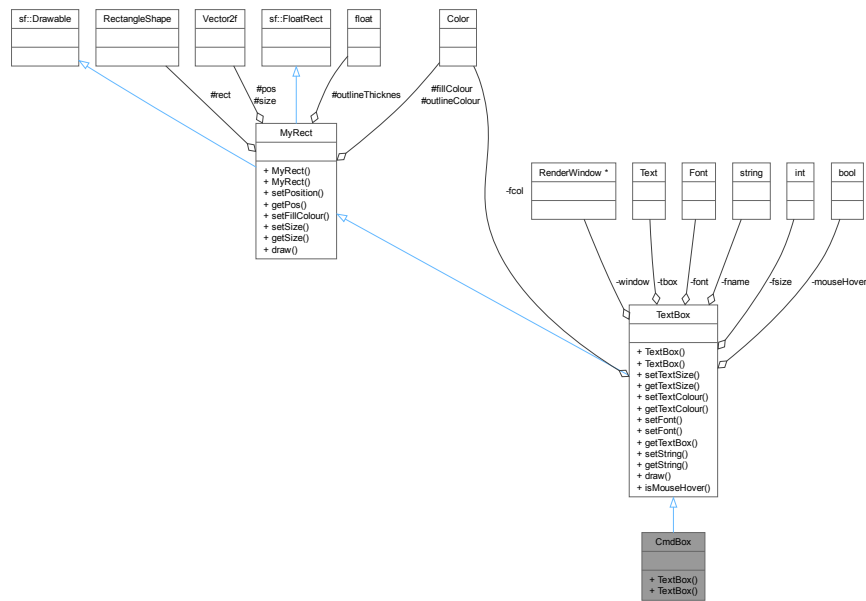 sf::Drawable
RectangleShape
Vector2f
sf::FloatRect
float
Color
#rect
#pos
#size
#outlineThicknes
#fillColour
#outlineColour
MyRect
+ MyRect()
+ MyRect()
+ setPosition()
+ getPos()
+ setFillColour()
+ setSize()
+ getSize()
+ draw()
-fcol
RenderWindow *
Text
Font
string
int
bool
-window
-tbox
-font
-fname
-fsize
-mouseHover
TextBox
+ TextBox()
+ TextBox()
+ setTextSize()
+ getTextSize()
+ setTextColour()
+ getTextColour()
+ setFont()
+ setFont()
+ getTextBox()
+ setString()
+ getString()
+ draw()
+ isMouseHover()
CmdBox
+ TextBox()
+ TextBox()